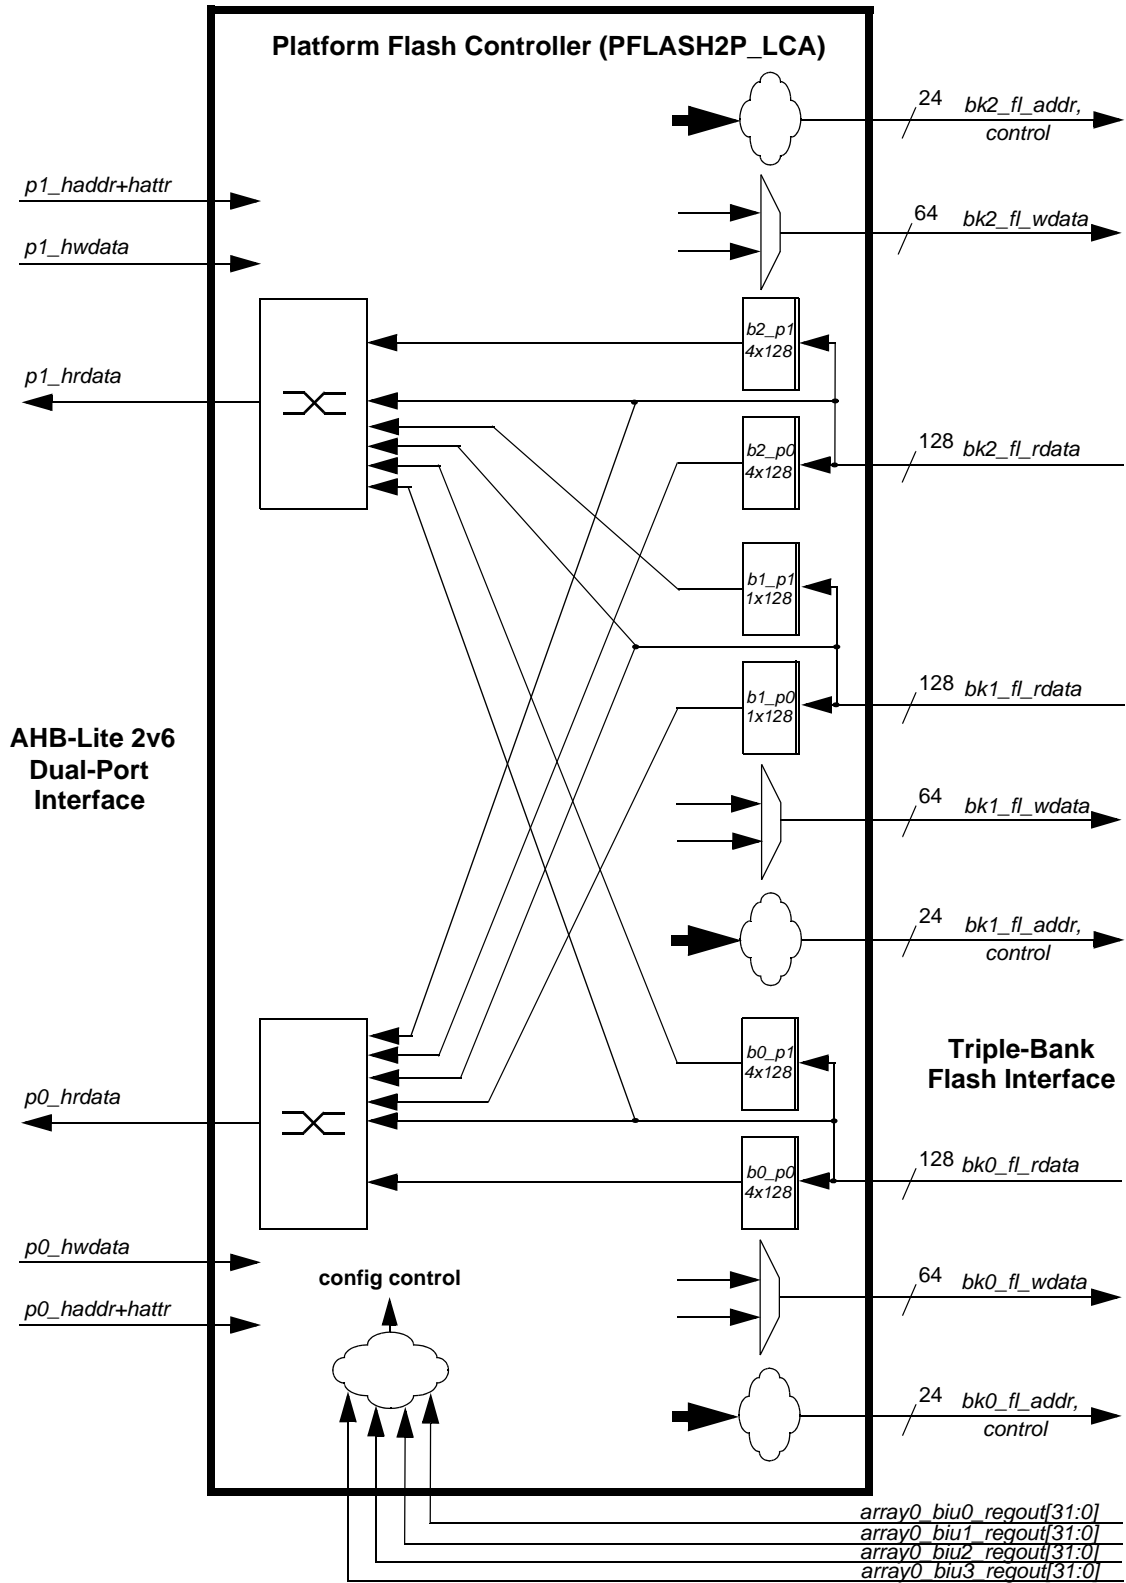 Platform Flash Controller (PFLASH2P_LCA)
24
bk2_fl_addr,
control
p1_haddr+hattr
64
bk2_fl_wdata
p1_hwdata
b2_p1
4x128
p1_hrdata
b2_p0
4x128
128
bk2_fl_rdata
b1_p1
1x128
b1_p0
1x128
128
bk1_fl_rdata
AHB-Lite 2v6
Dual-Port
Interface
64
bk1_fl_wdata
24
bk1_fl_addr,
control
b0_p1
4x128
Triple-Bank
Flash Interface
p0_hrdata
b0_p0
4x128
128
bk0_fl_rdata
p0_hwdata
config control
64
bk0_fl_wdata
p0_haddr+hattr
24
bk0_fl_addr,
control
array0_biu0_regout[31:0]
array0_biu1_regout[31:0]
array0_biu2_regout[31:0]
array0_biu3_regout[31:0]